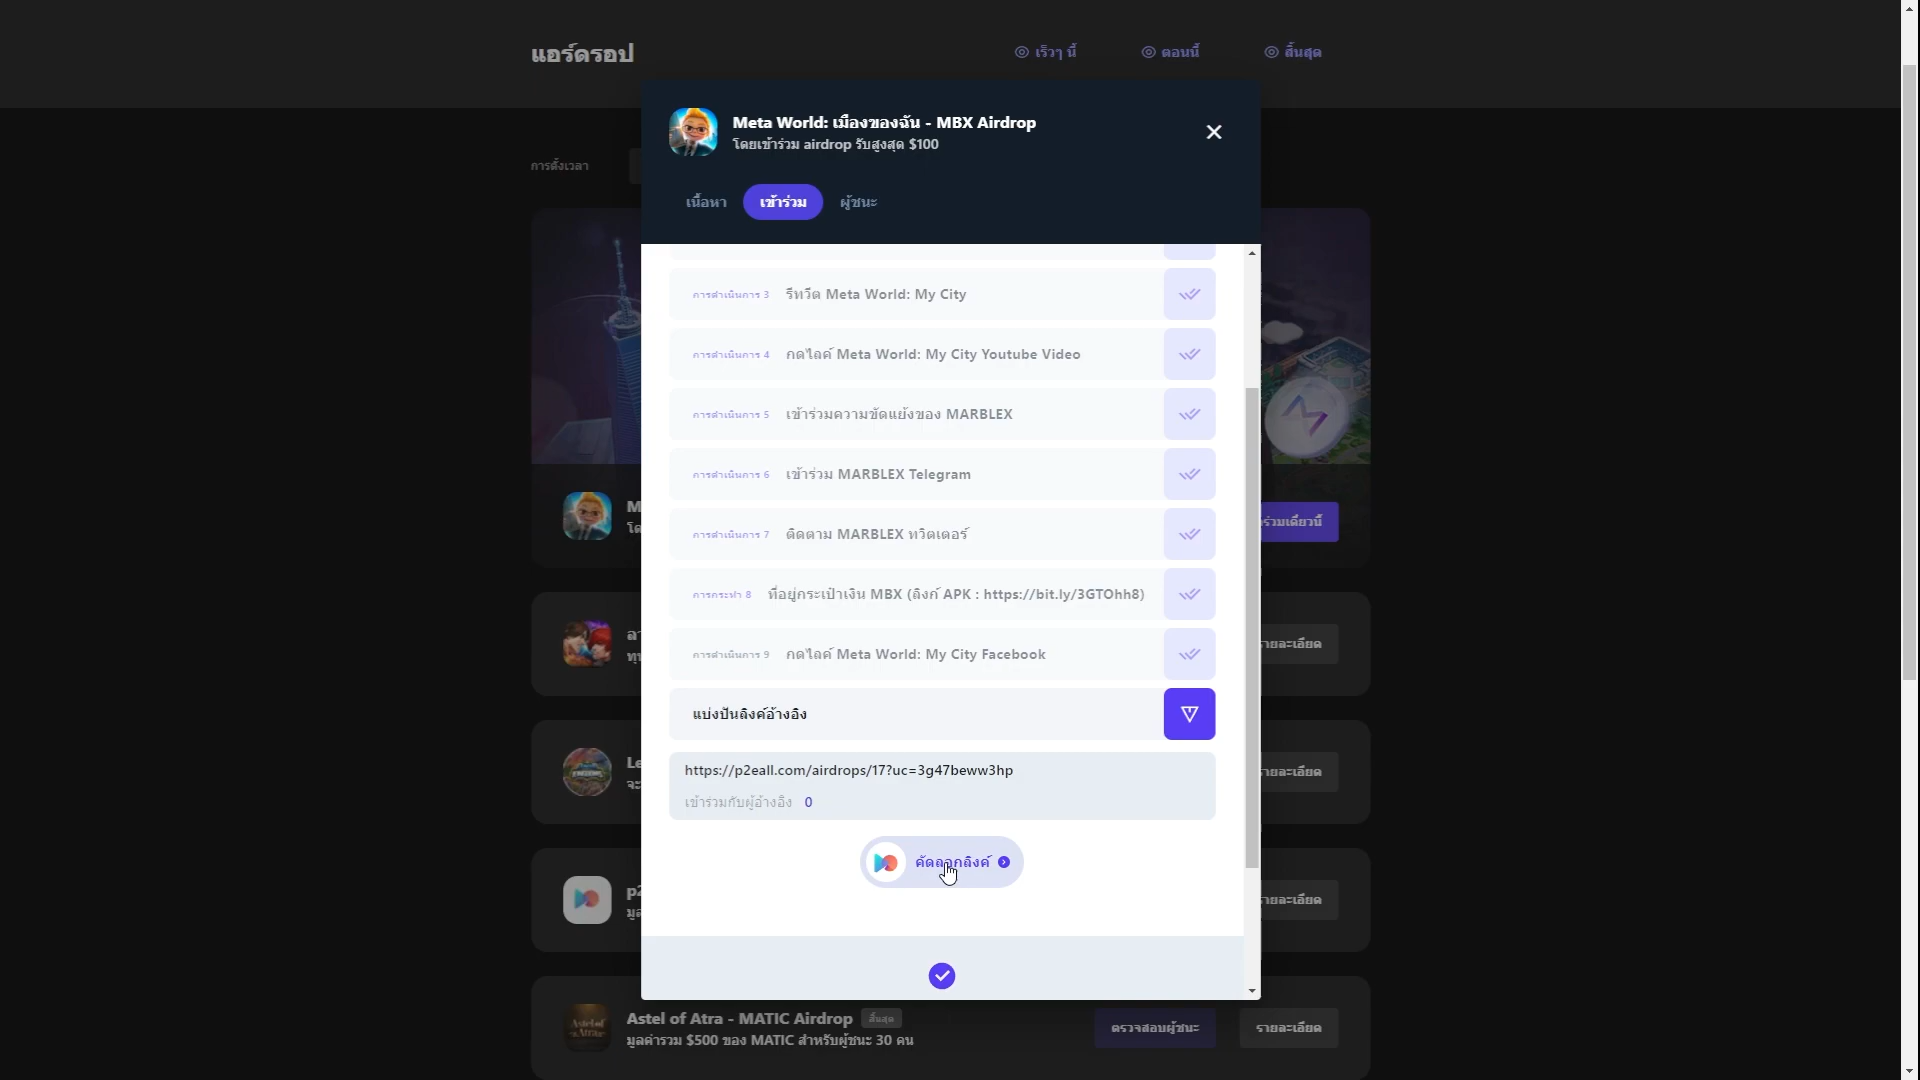 แอร์ดรอป
เร็วๆ นี้
ตอนนี้
สิ้นสุด
Meta World: เมืองของฉัน - MBX Airdrop
โดยเข้าร่วม airdrop รับสูงสุด $100
การตั้งเวลา
เนื้อหา
เข้าร่วม
ผู้ชนะ
การดำเนินการ 3 รีทวีต Meta World: My City
การดำเนินการ 4 กดไลค์ Meta World: My City Youtube Video
การดำเนินการ 5 เข้าร่วมความขัดแย้งของ MARBLEX
การดำเนินการ 6 เข้าร่วม MARBLEX Telegram
M
โด
ร่วมเดี๋ยวนี้
การดำเนินการ 7 ติดตาม MARBLEX ทวิตเตอร์
การกระทำ 8 ที่อยู่กระเป๋าเงิน MBX (ลิงก์ APK : https://bit.ly/3GTOhh8)
การดำเนินการ 9 กดไลค์ Meta World: My City Facebook
ลา
ทุ
รายละเอียด
แบ่งปันลิงค์อ้างอิง
https://p2eall.com/airdrops/17?uc=3g47beww3hp
เข้าร่วมกับผู้อ้างอิง 0
Le
จะ
รายละเอียด
คัดลอกลิงค์
p2
มูล
รายละเอียด
Astel of Atra - MATIC Airdrop สิ้นสุด
มูลค่ารวม $500 ของ MATIC สำหรับผู้ชนะ 30 คน
ตรวจสอบผู้ชนะ
รายละเอียด